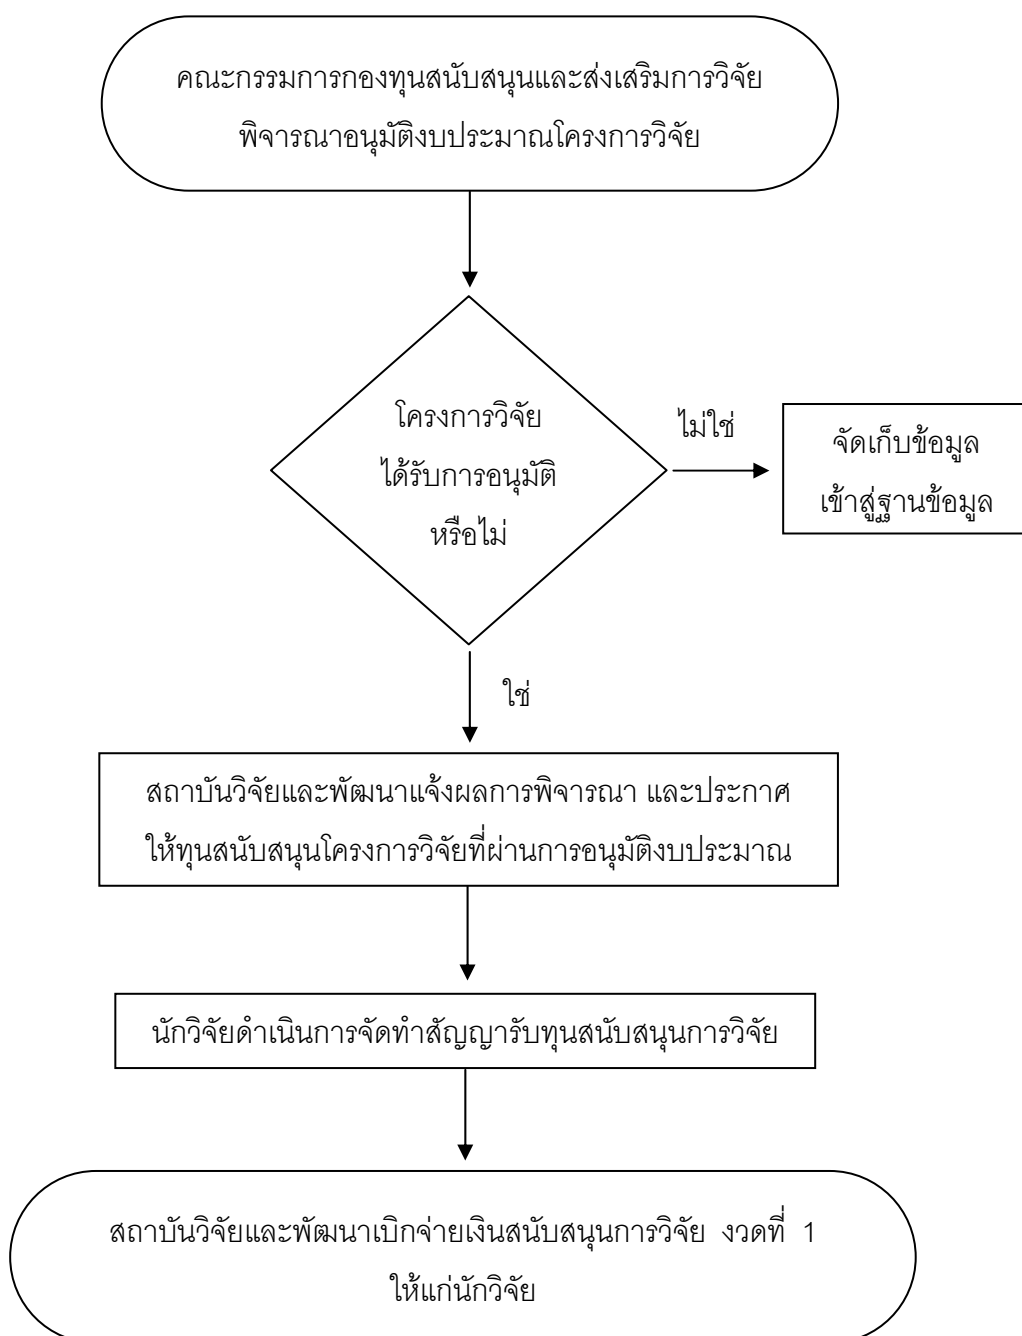 คณะกรรมการกองทุนสนับสนุนและส่งเสริมการวิจัย
พิจารณาอนุมัติงบประมาณโครงการวิจัย
โครงการวิจัย
ได้รับการอนุมัติ
หรือไม่
ไม่ใช่
จัดเก็บข้อมูล
เข้าสู่ฐานข้อมูล
ใช่
สถาบันวิจัยและพัฒนาแจ้งผลการพิจารณา และประกาศ
ให้ทุนสนับสนุนโครงการวิจัยที่ผ่านการอนุมัติงบประมาณ
นักวิจัยดำเนินการจัดทำสัญญารับทุนสนับสนุนการวิจัย
สถาบันวิจัยและพัฒนาเบิกจ่ายเงินสนับสนุนการวิจัย งวดที่ 1
ให้แก่นักวิจัย